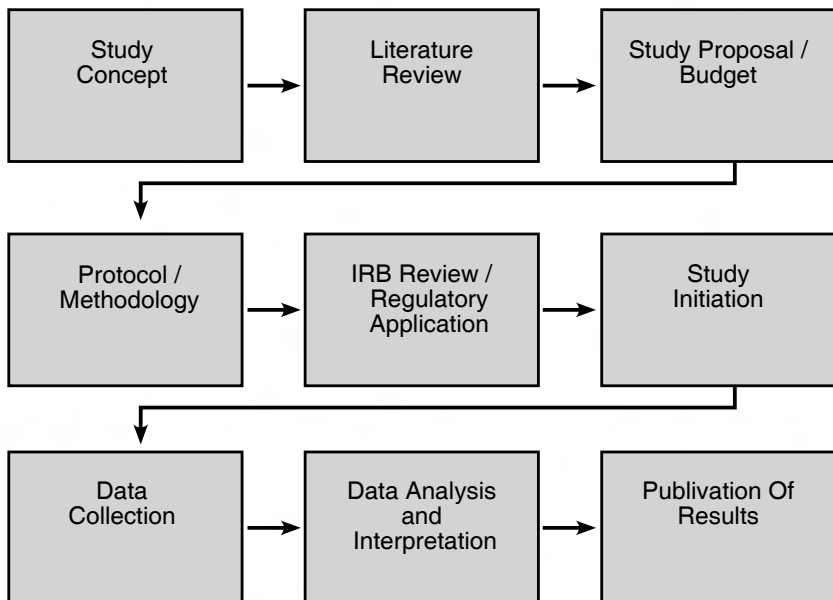 Study
Concept
Literature
Review
Study Proposal /
Budget
Protocol /
Methodology
IRB Review /
Regulatory
Application
Study
Initiation
Data
Collection
Data Analysis
and
Interpretation
Publivation Of
Results